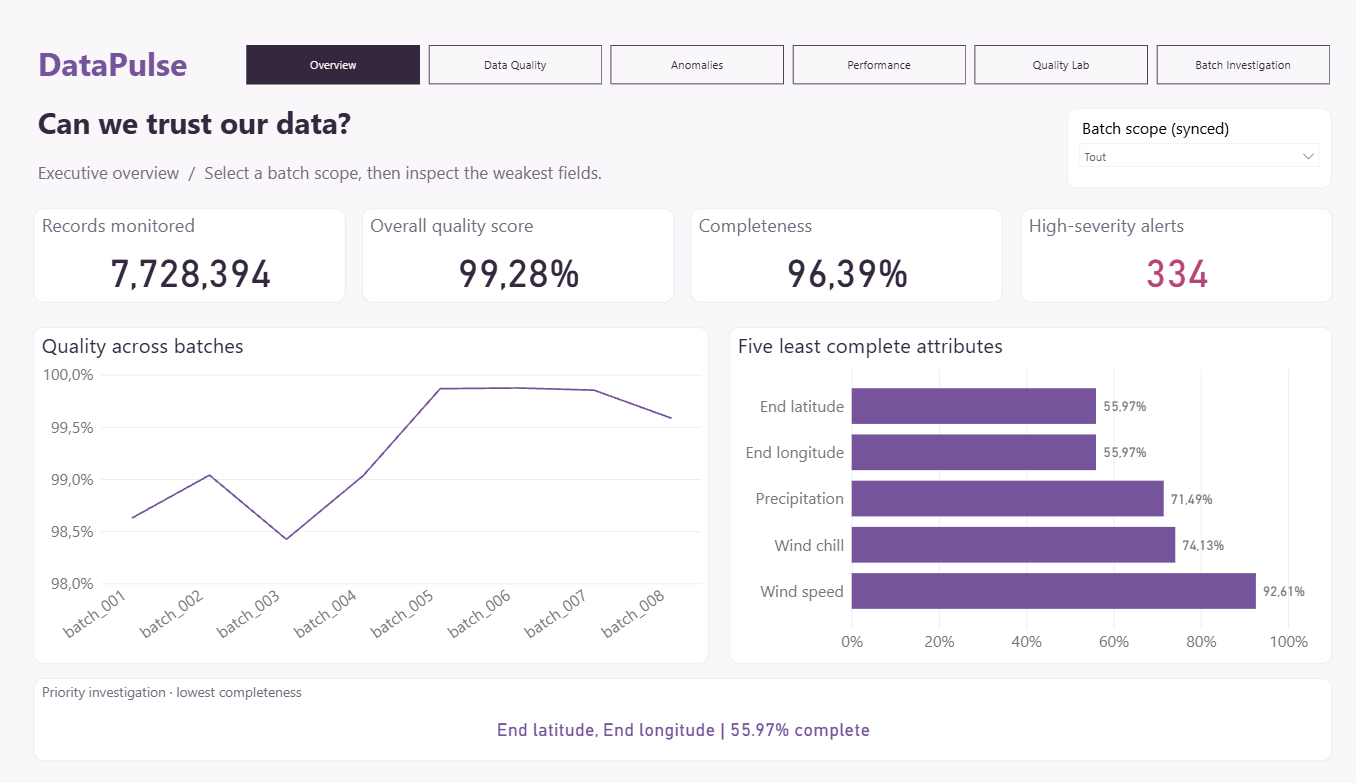 DataPulse
Overview
Data Quality
Anomalies
Performance
Quality Lab
Batch Investigation
Can we trust our data?
Executive overview / Select a batch scope, then inspect the weakest fields.
Batch scope (synced)
Tout
Records monitored
7,728,394
Overall quality score
99,28%
Completeness
96,39%
High-severity alerts
334
Quality across batches
100,0%
99,5%
99,0%
98,5%
98,0%
batch_001
batch_002
batch_003
batch_004
batch_005
batch_006
batch_007
batch_008
Five least complete attributes
End latitude
55,97%
End longitude
55,97%
Precipitation
71,49%
Wind chill
74,13%
Wind speed
92,61%
0%
20%
40%
60%
80%
100%
Priority investigation · lowest completeness
End latitude, End longitude | 55.97% complete